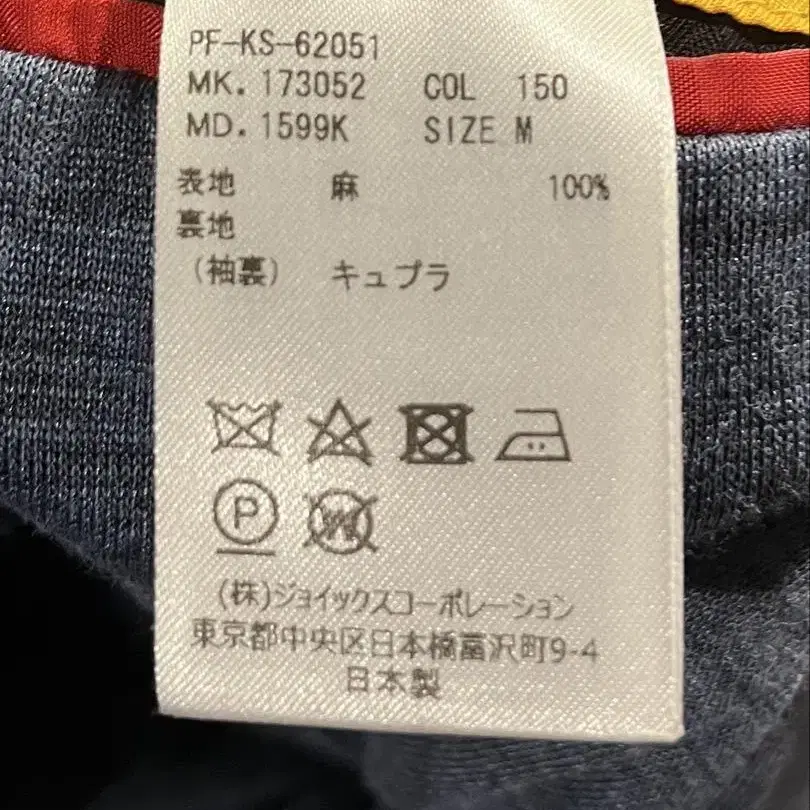 PF-KS-62051
MK. 173052 COL 150
MD. 1599K SIZE M
表地 麻 100%
裏地
(袖裏) キュプラ
P
W
(株)ジョイックスコーポレーション
東京都中央区日本橋富沢町9-4
日本製